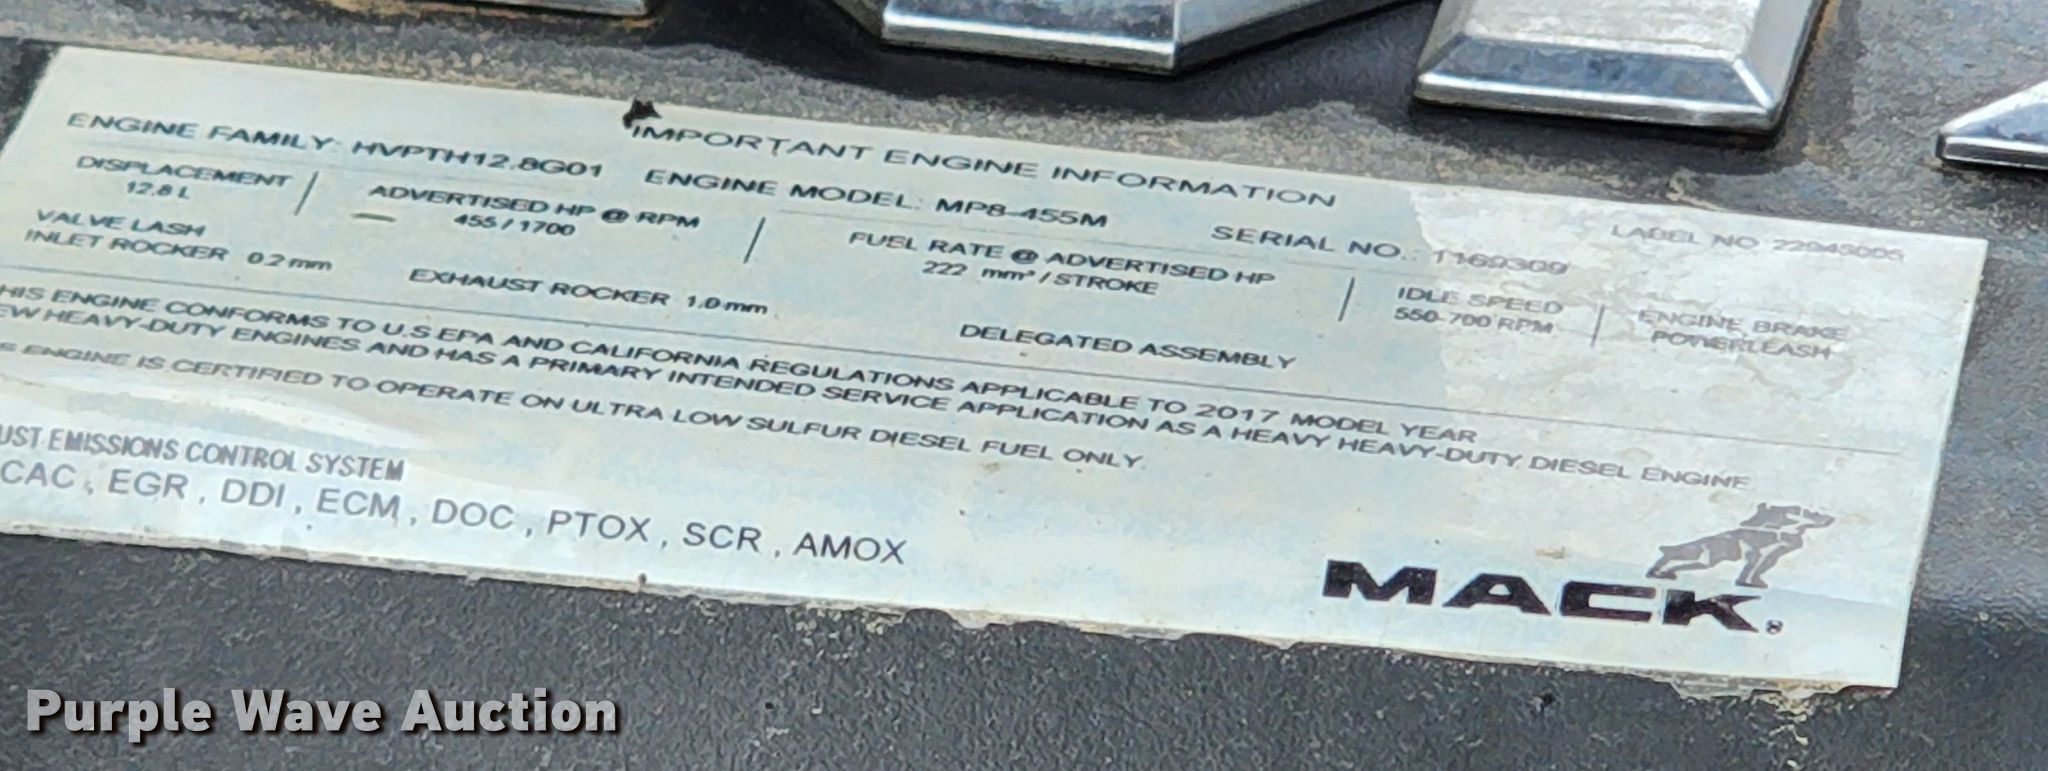 IMPORTANT ENGINE INFORMATION
LABEL NO
ENGINE FAMILY: HVPTH12.8G01 ENGINE MODEL: MP8-455M SERIAL NO.: 1169309
DISPLACEMENT
12.8 L
ADVERTISED HP @ RPM
455 / 1700
FUEL RATE @ ADVERTISED HP
222 mm³ / STROKE
IDLE SPEED
550-700 RPM
ENGINE BRAKE
POWERLEASH
VALVE LASH
INLET ROCKER 0.2 mm EXHAUST ROCKER 1.0 mm DELEGATED ASSEMBLY
HIS ENGINE CONFORMS TO U.S EPA AND CALIFORNIA REGULATIONS APPLICABLE TO 2017 MODEL YEAR
EW HEAVY-DUTY ENGINES AND HAS A PRIMARY INTENDED SERVICE APPLICATION AS A HEAVY HEAVY-DUTY DIESEL ENGINE
S ENGINE IS CERTIFIED TO OPERATE ON ULTRA LOW SULFUR DIESEL FUEL ONLY.
UST EMISSIONS CONTROL SYSTEM
CAC , EGR , DDI , ECM , DOC , PTOX , SCR , AMOX
MACK®
Purple Wave Auction